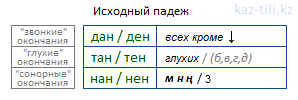 kaz-tili.kz
Исходный падеж
"звонкие" окончания дан / ден всех кроме ↓
"глухие" окончания тан / тен глухих / (б,в,г,д)
"сонорные" окончания нан / нен м н ң / 3